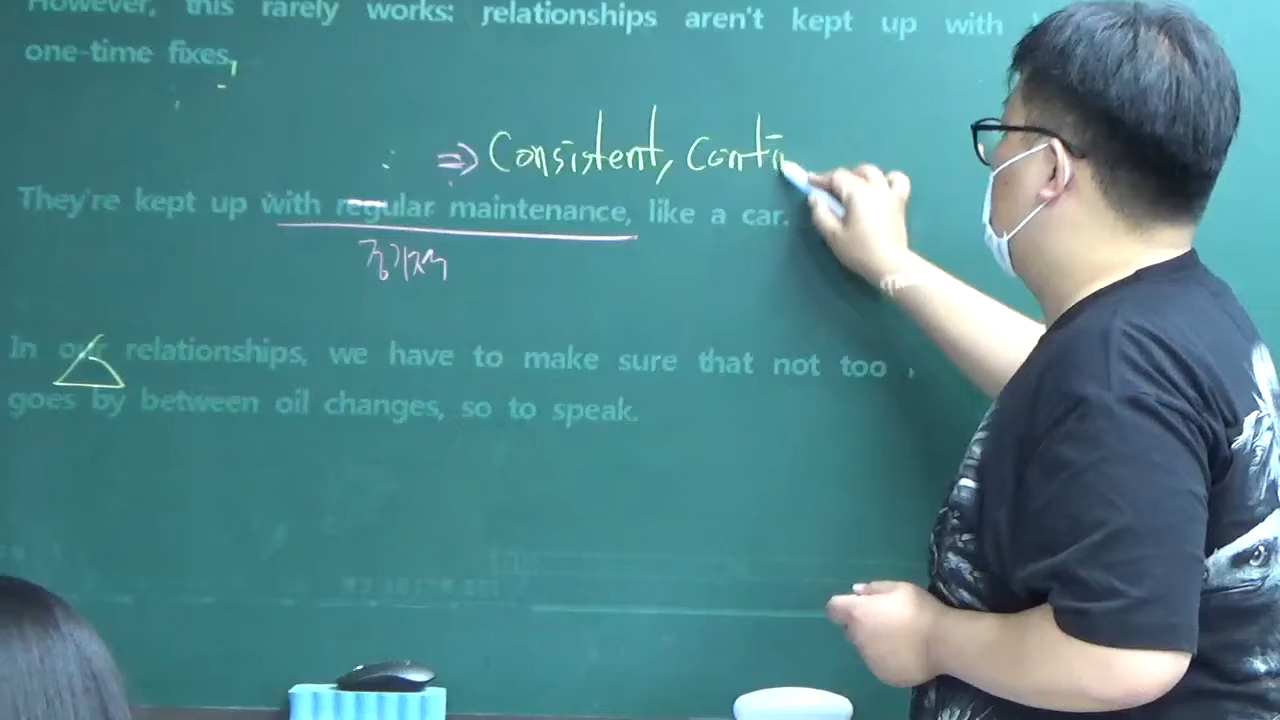 However, this rarely works: relationships aren't kept up with
one-time fixes,
⇒ Consistent, conti
They're kept up with regular maintenance, like a car.
정기적
In our relationships, we have to make sure that not too
goes by between oil changes, so to speak.